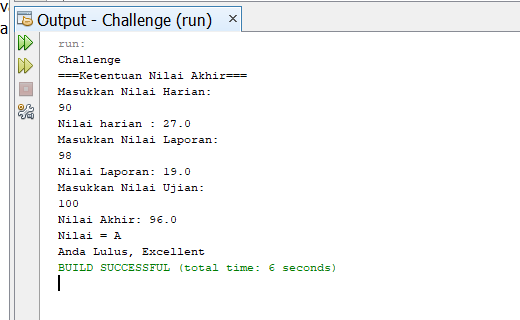 Output - Challenge (run)
run:
Challenge
===Ketentuan Nilai Akhir===
Masukkan Nilai Harian:
90
Nilai harian : 27.0
Masukkan Nilai Laporan:
98
Nilai Laporan: 19.0
Masukkan Nilai Ujian:
100
Nilai Akhir: 96.0
Nilai = A
Anda Lulus, Excellent
BUILD SUCCESSFUL (total time: 6 seconds)